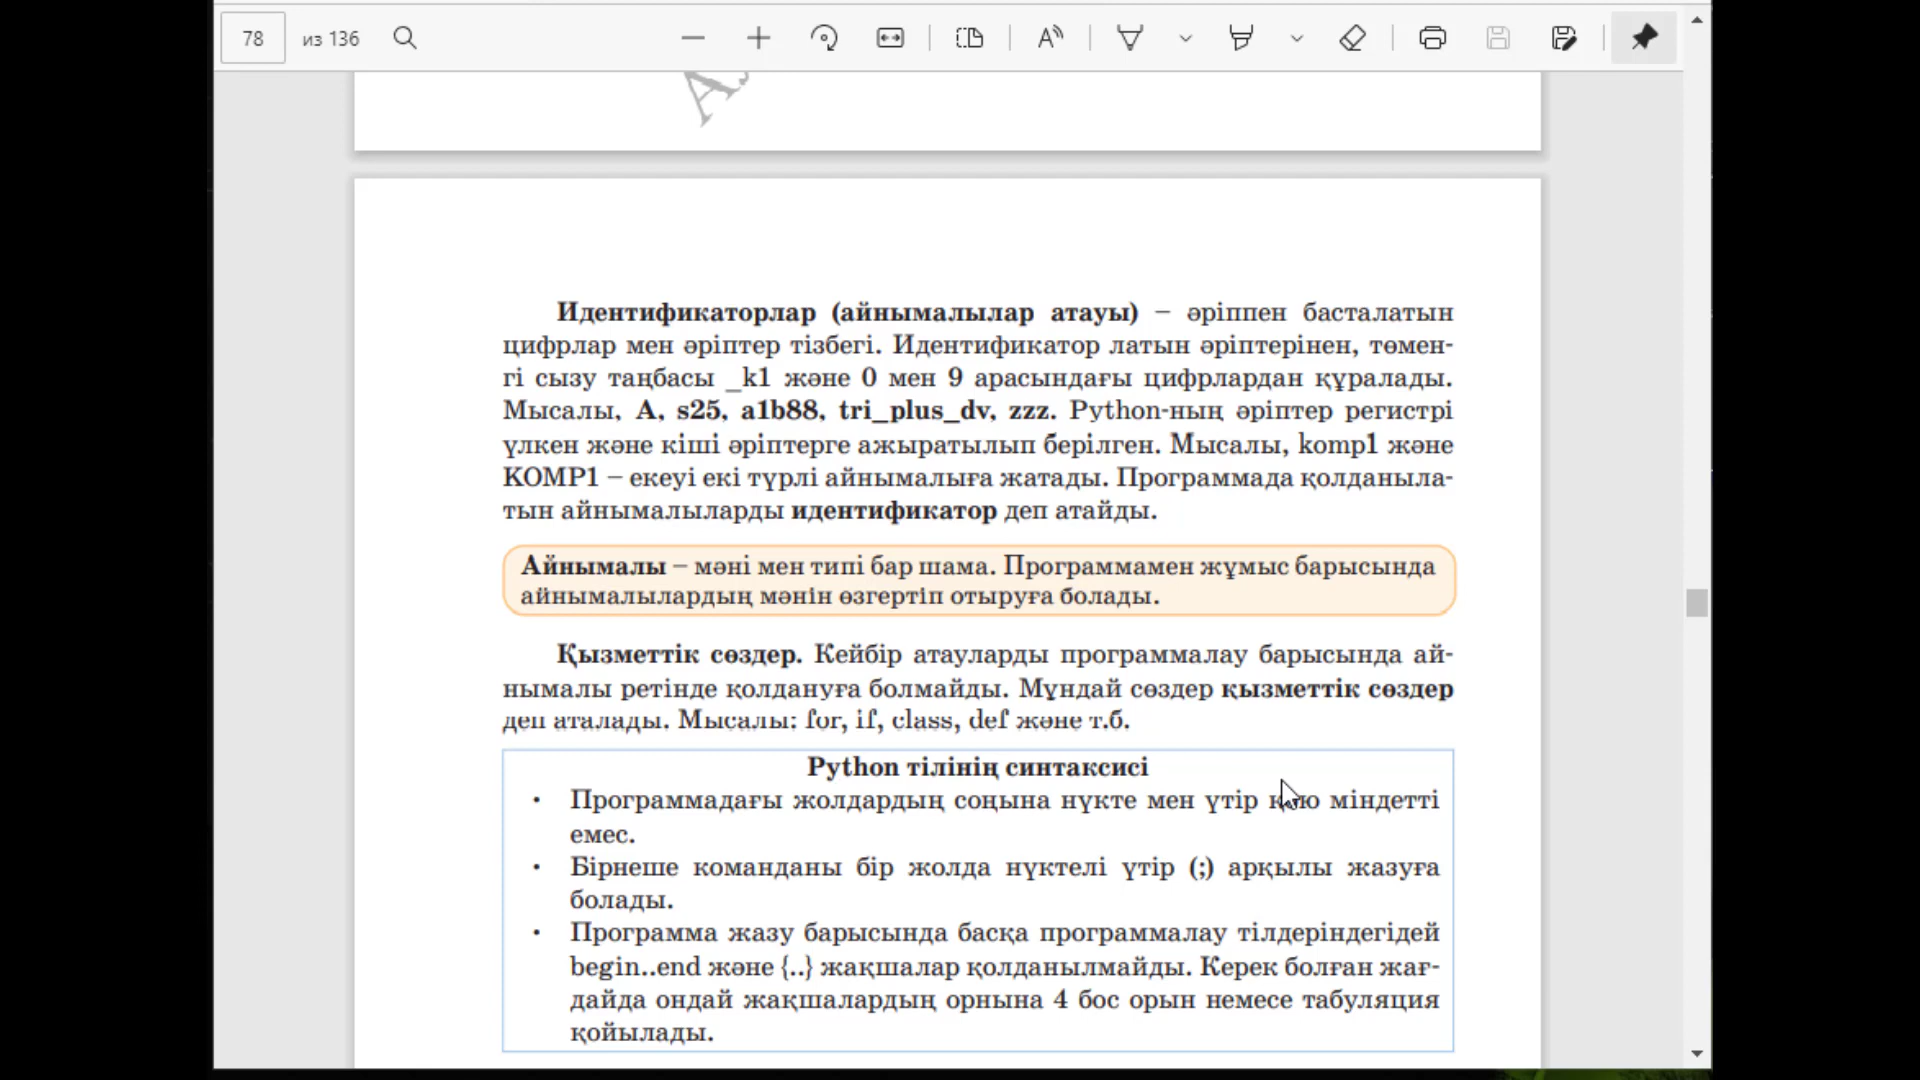 78 из 136
Идентификаторлар (айнымалылар атауы) – әріппен басталатын
цифрлар мен әріптер тізбегі. Идентификатор латын әріптерінен, төмен-
гі сызу таңбасы _k1 және 0 мен 9 арасындағы цифрлардан құралады.
Мысалы, A, s25, a1b88, tri_plus_dv, zzz. Python-ның әріптер регистрі
үлкен және кіші әріптерге ажыратылып берілген. Мысалы, komp1 және
KOMP1 – екеуі екі түрлі айнымалыға жатады. Программада қолданыла-
тын айнымалыларды идентификатор деп атайды.
Айнымалы – мәні мен типі бар шама. Программамен жұмыс барысында
айнымалылардың мәнін өзгертіп отыруға болады.
Қызметтік сөздер. Кейбір атауларды программалау барысында ай-
нымалы ретінде қолдануға болмайды. Мұндай сөздер қызметтік сөздер
деп аталады. Мысалы: for, if, class, def және т.б.
Python тілінің синтаксисі
• Программадағы жолдардың соңына нүкте мен үтір қою міндетті
емес.
• Бірнеше команданы бір жолда нүктелі үтір (;) арқылы жазуға
болады.
• Программа жазу барысында басқа программалау тілдеріндегідей
begin..end және {..} жақшалар қолданылмайды. Керек болған жағ-
дайда ондай жақшалардың орнына 4 бос орын немесе табуляция
қойылады.